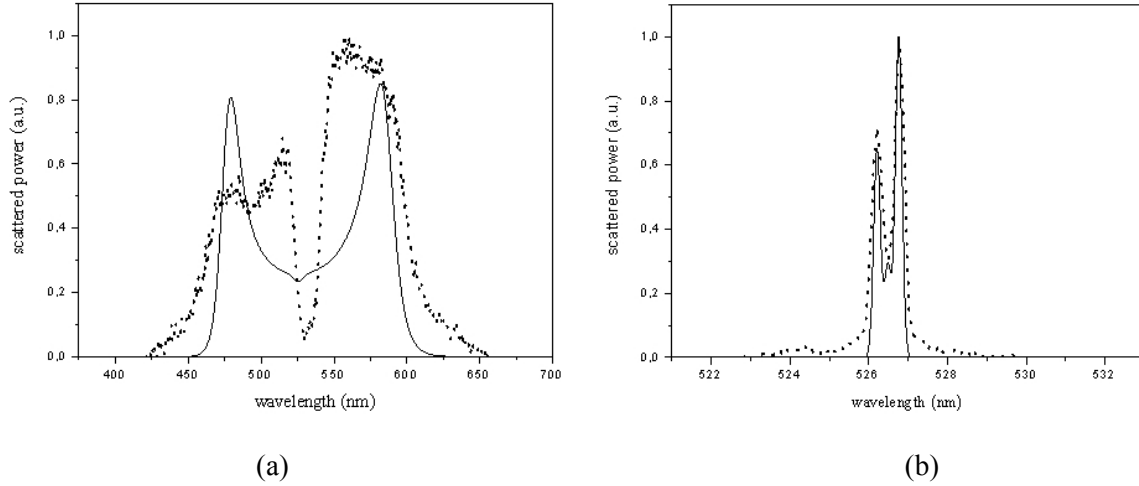 1,0
0,8
0,6
0,4
0,2
0,0
scattered power (a.u.)
400 450 500 550 600 650 700
wavelength (nm)
(a)
1,0
0,8
0,6
0,4
0,2
0,0
scattered power (a.u.)
522 524 526 528 530 532
wavelength (nm)
(b)